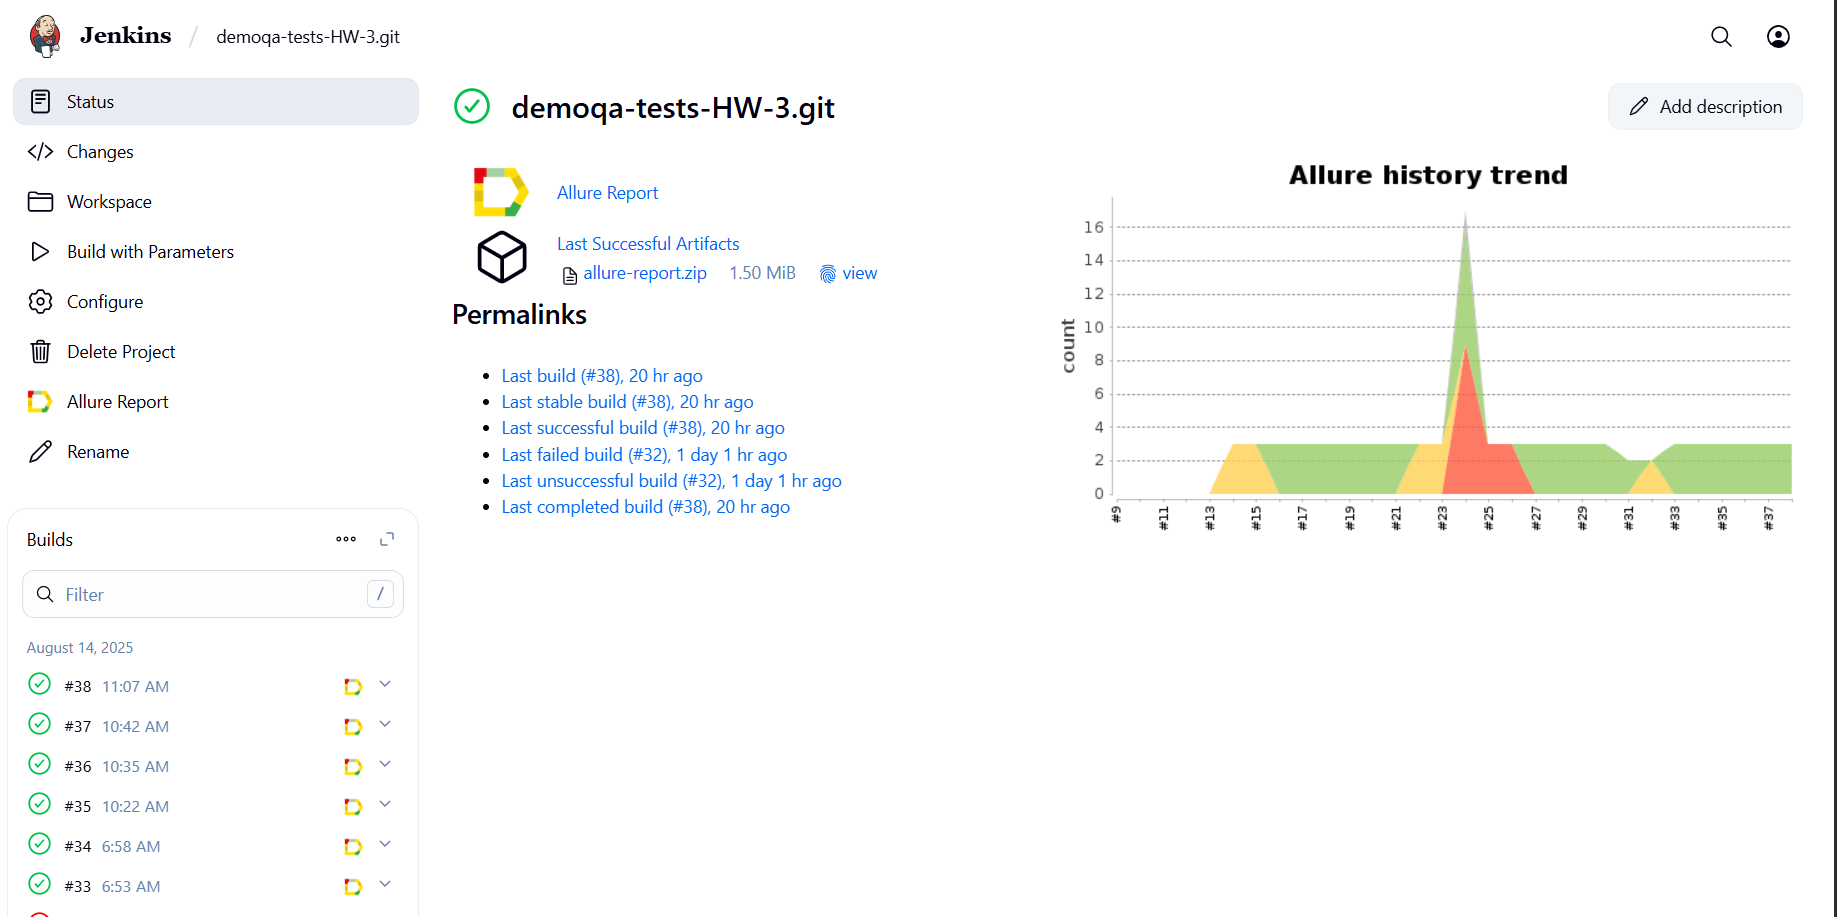 Jenkins / demoqa-tests-HW-3.git
Status
Changes
Workspace
Build with Parameters
Configure
Delete Project
Allure Report
Rename
Builds
Filter /
August 14, 2025
#38 11:07 AM
#37 10:42 AM
#36 10:35 AM
#35 10:22 AM
#34 6:58 AM
#33 6:53 AM
demoqa-tests-HW-3.git
Add description
Allure Report
Last Successful Artifacts
allure-report.zip 1.50 MiB view
Permalinks
Last build (#38), 20 hr ago
Last stable build (#38), 20 hr ago
Last successful build (#38), 20 hr ago
Last failed build (#32), 1 day 1 hr ago
Last unsuccessful build (#32), 1 day 1 hr ago
Last completed build (#38), 20 hr ago
Allure history trend
count
16
14
12
10
8
6
4
2
0
#9 #11 #13 #15 #17 #19 #21 #23 #25 #27 #29 #31 #33 #35 #37